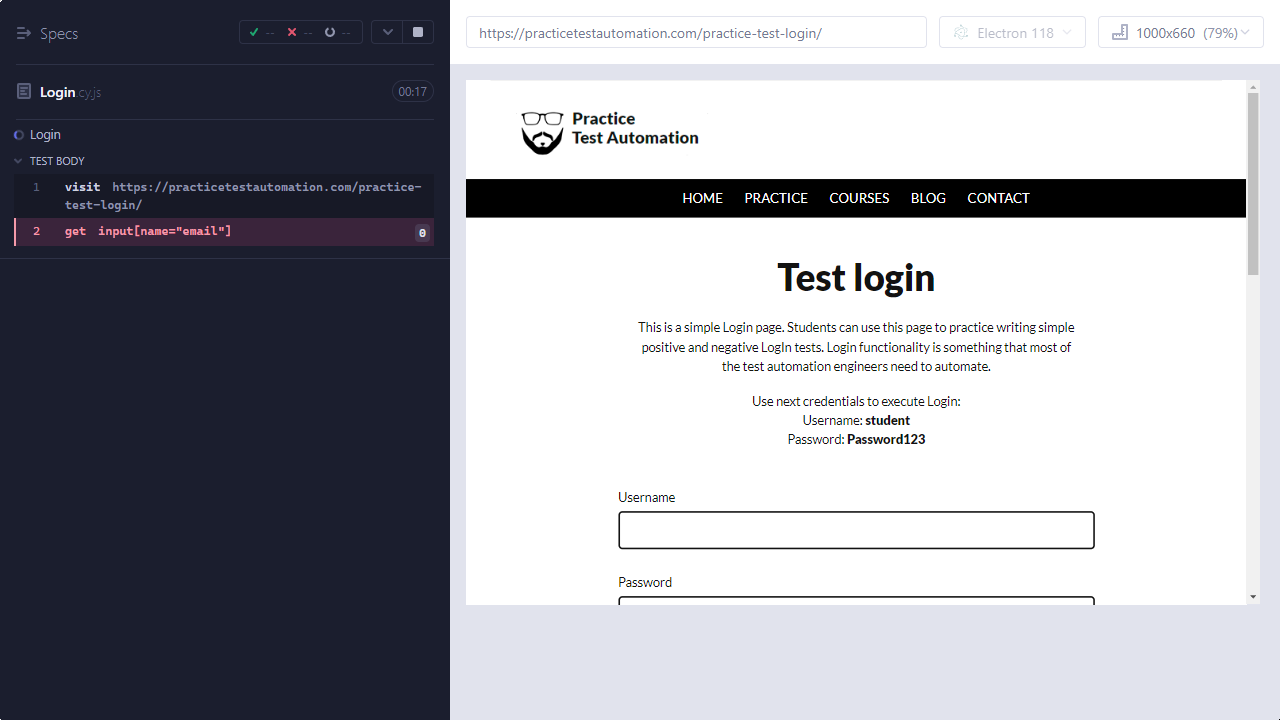 Specs
--
--
--
Login.cy.js
00:17
Login
TEST BODY
1 visit https://practicetestautomation.com/practice-
test-login/
2 get input[name="email"] 0
https://practicetestautomation.com/practice-test-login/
Electron 118
1000x660 (79%)
Practice
Test Automation
HOME PRACTICE COURSES BLOG CONTACT
Test login
This is a simple Login page. Students can use this page to practice writing simple
positive and negative LogIn tests. Login functionality is something that most of
the test automation engineers need to automate.
Use next credentials to execute Login:
Username: student
Password: Password123
Username
Password